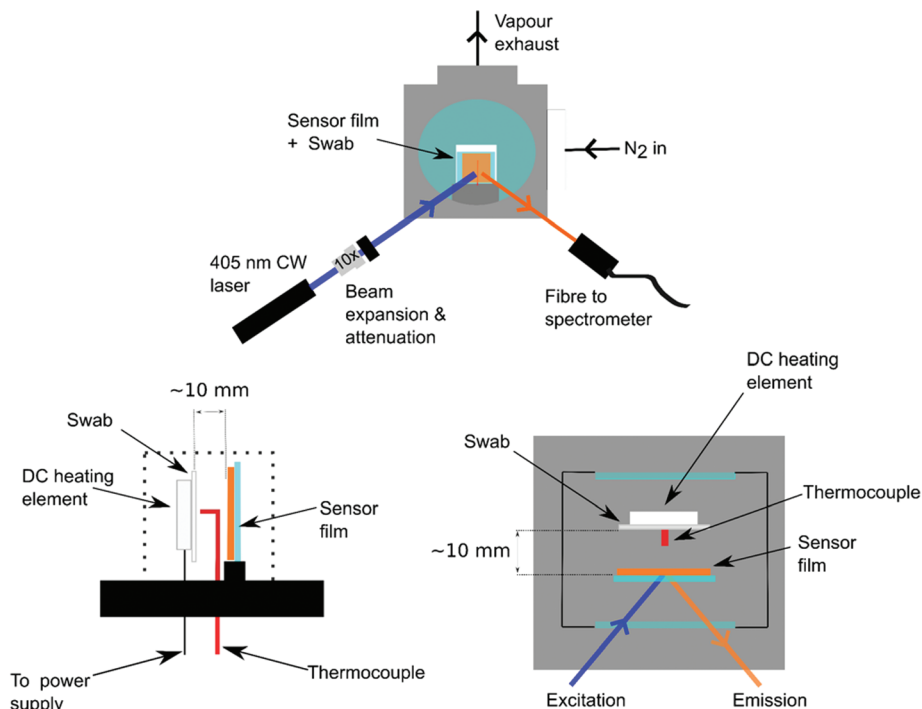 Vapour
exhaust
Sensor film
+ Swab
N2 in
10x
405 nm CW
laser
Beam
expansion &
attenuation
Fibre to
spectrometer
~10 mm
Swab
DC heating
element
Sensor
film
Thermocouple
To power
supply
DC heating
element
Swab
Thermocouple
~10 mm
Sensor
film
Excitation
Emission